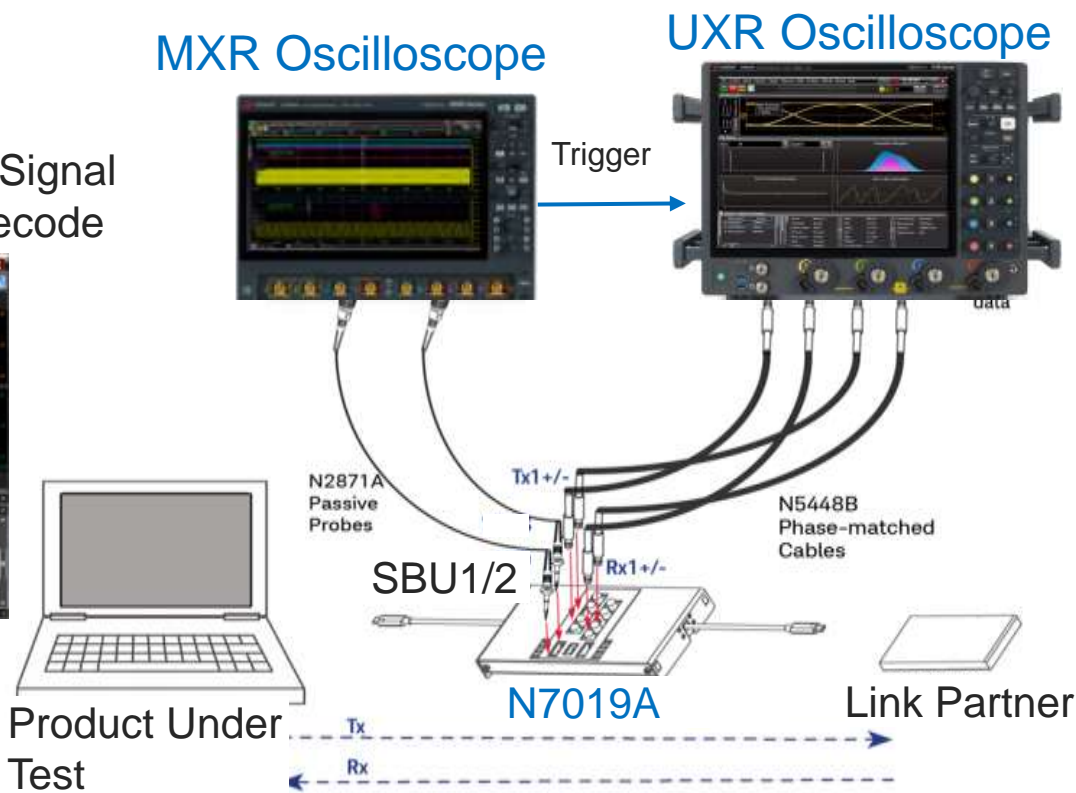 MXR Oscilloscope
UXR Oscilloscope
Signal
ecode
Trigger
data
N2871A
Passive
Probes
Tx1+/-
N5448B
Phase-matched
Cables
SBU1/2
Rx1+/-
N7019A
Link Partner
Product Under
Test
Tx
Rx